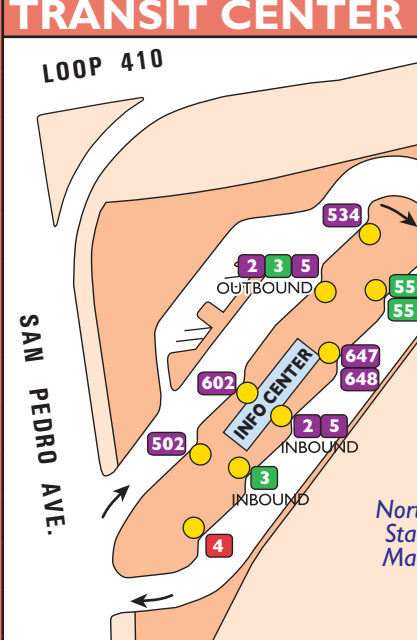 TRANSIT CENTER
LOOP 410
534
2 3 5
OUTBOUND
55
55
SAN PEDRO AVE.
647
648
602
INFO CENTER
2 5
INBOUND
502
3
INBOUND
4